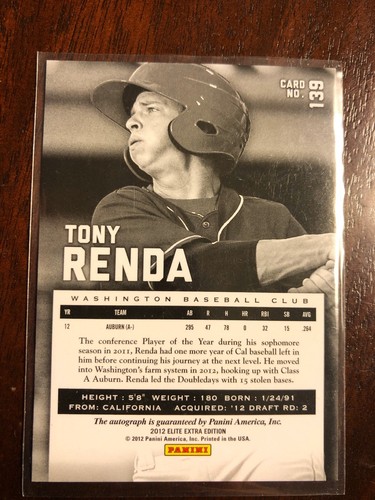 CARD
NO. 139
TONY
RENDA
WASHINGTON BASEBALL CLUB
YR TEAM AB R H HR RBI SB AVG
12 AUBURN (A-) 295 47 78 0 32 15 .264
The conference Player of the Year during his sophomore
season in 2011, Renda had one more year of Cal baseball left in
him before continuing his journey at the next level. He moved
into Washington's farm system in 2012, hooking up with Class
A Auburn. Renda led the Doubledays with 15 stolen bases.
HEIGHT : 5'8" WEIGHT : 180 BORN : 1/24/91
FROM: CALIFORNIA ACQUIRED: '12 DRAFT RD: 2
The autograph is guaranteed by Panini America, Inc.
2012 ELITE EXTRA EDITION
© 2012 Panini America, Inc. Printed in the USA.
PANINI